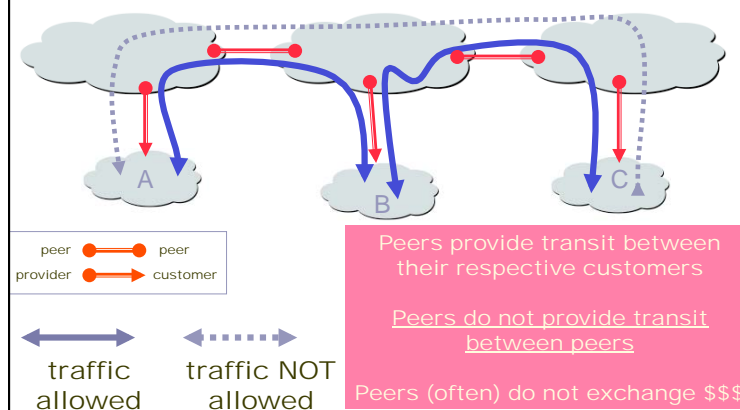 A
B
C
peer peer
provider customer
traffic
allowed
traffic NOT
allowed
Peers provide transit between
their respective customers
Peers do not provide transit
between peers
Peers (often) do not exchange $$$